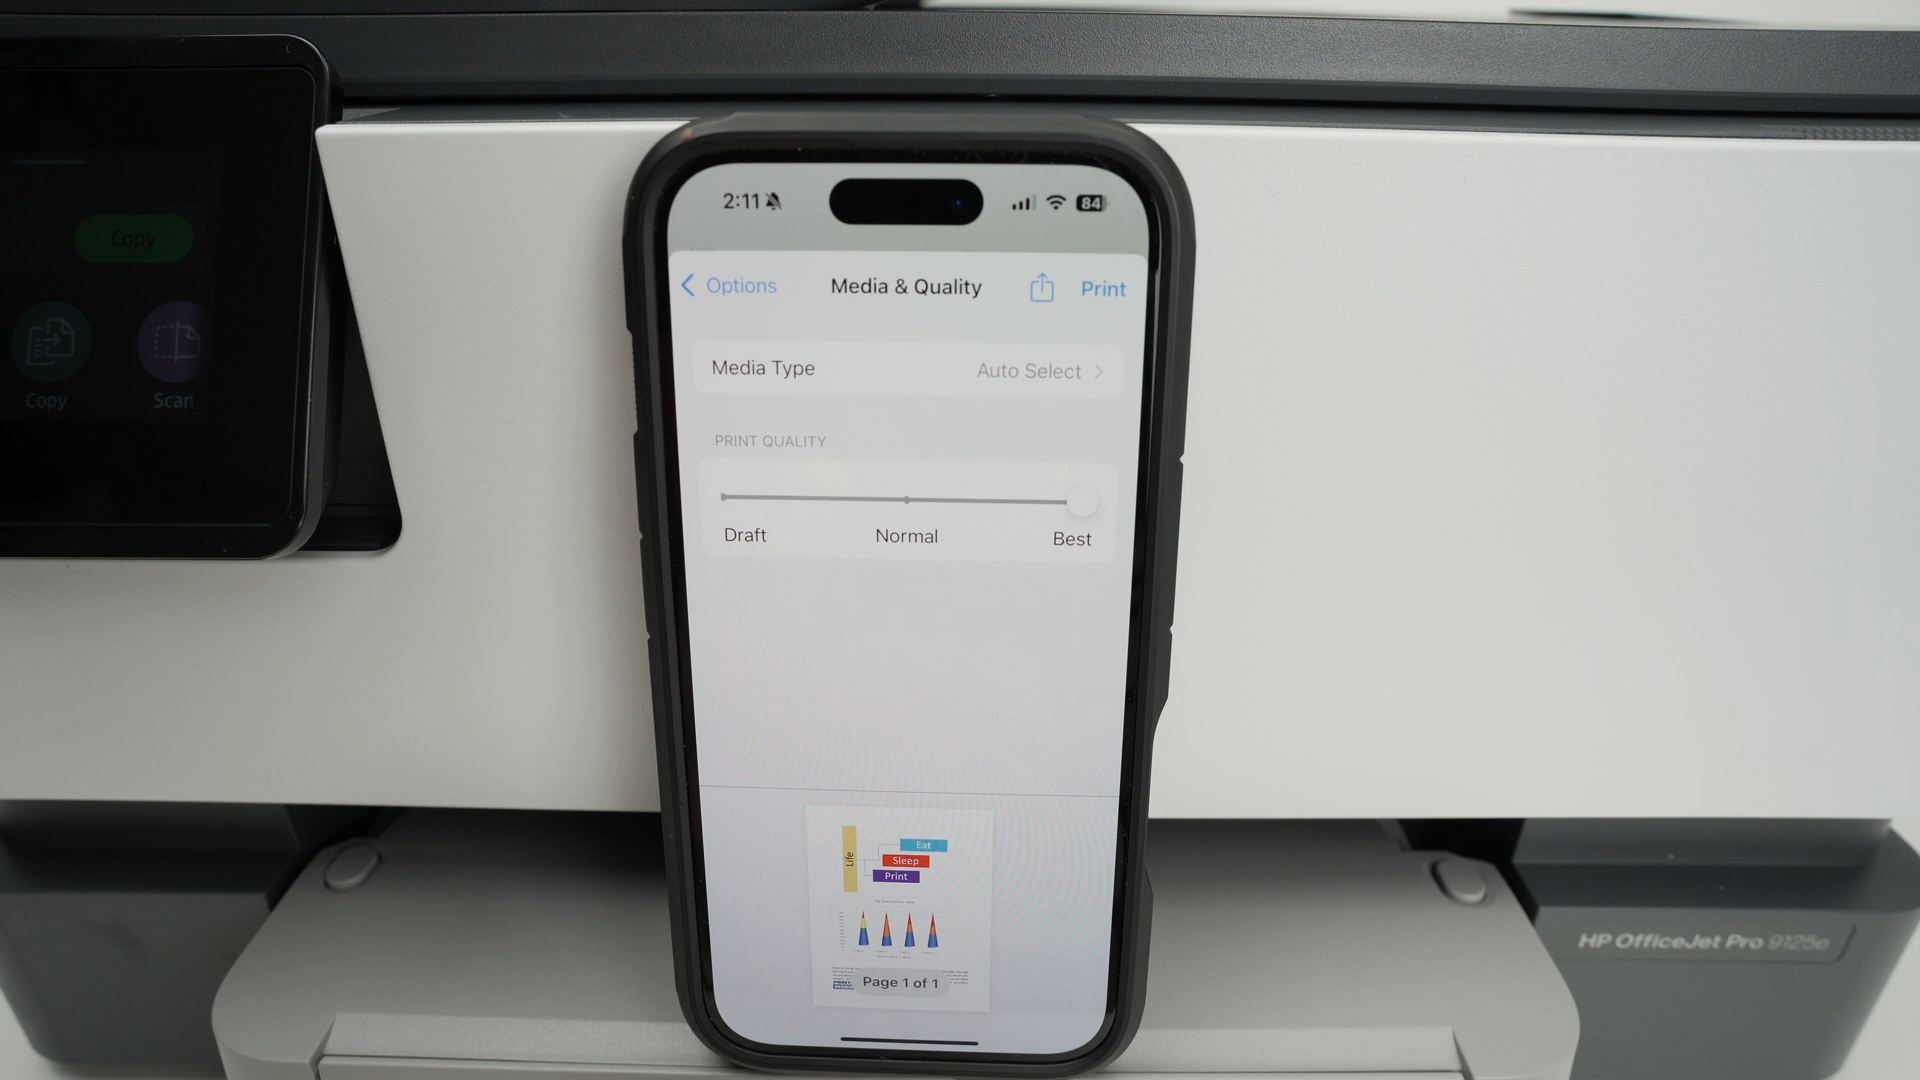 Copy
Copy
Scan
2:11
84
Options
Media & Quality
Print
Media Type
Auto Select
PRINT QUALITY
Draft
Normal
Best
Life
Eat
Sleep
Print
Page 1 of 1
HP OfficeJet Pro 9125e